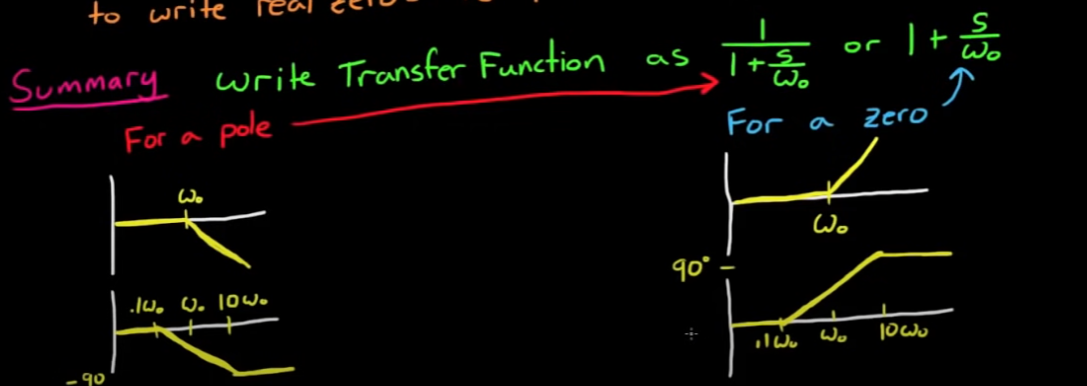 to write real zero
Summary Write Transfer Function as 1/(1+s/ω₀) or 1+s/ω₀
For a pole
For a zero
ω₀
ω₀
90°
.1ω₀ ω₀ 10ω₀
.1ω₀ ω₀ 10ω₀
-90